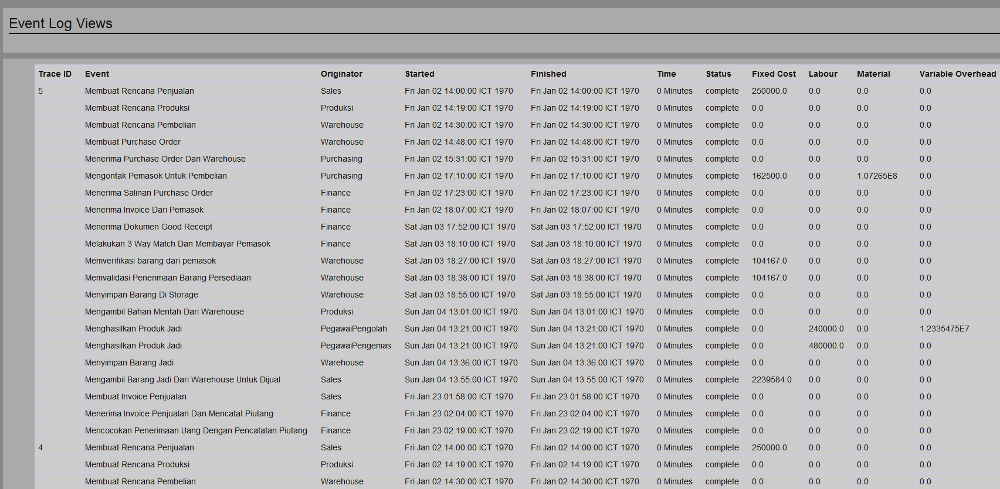 Event Log Views
Trace ID Event Originator Started Finished Time Status Fixed Cost Labour Material Variable Overhead
5 Membuat Rencana Penjualan Sales Fri Jan 02 14:00:00 ICT 1970 Fri Jan 02 14:00:00 ICT 1970 0 Minutes complete 250000.0 0.0 0.0 0.0
Membuat Rencana Produksi Produksi Fri Jan 02 14:19:00 ICT 1970 Fri Jan 02 14:19:00 ICT 1970 0 Minutes complete 0.0 0.0 0.0 0.0
Membuat Rencana Pembelian Warehouse Fri Jan 02 14:30:00 ICT 1970 Fri Jan 02 14:30:00 ICT 1970 0 Minutes complete 0.0 0.0 0.0 0.0
Membuat Purchase Order Warehouse Fri Jan 02 14:48:00 ICT 1970 Fri Jan 02 14:48:00 ICT 1970 0 Minutes complete 0.0 0.0 0.0 0.0
Menerima Purchase Order Dari Warehouse Purchasing Fri Jan 02 15:31:00 ICT 1970 Fri Jan 02 15:31:00 ICT 1970 0 Minutes complete 0.0 0.0 0.0 0.0
Mengontak Pemasok Untuk Pembelian Purchasing Fri Jan 02 17:10:00 ICT 1970 Fri Jan 02 17:10:00 ICT 1970 0 Minutes complete 162500.0 0.0 1.07265E8 0.0
Menerima Salinan Purchase Order Finance Fri Jan 02 17:23:00 ICT 1970 Fri Jan 02 17:23:00 ICT 1970 0 Minutes complete 0.0 0.0 0.0 0.0
Menerima Invoice Dari Pemasok Finance Fri Jan 02 18:07:00 ICT 1970 Fri Jan 02 18:07:00 ICT 1970 0 Minutes complete 0.0 0.0 0.0 0.0
Menerima Dokumen Good Receipt Finance Sat Jan 03 17:52:00 ICT 1970 Sat Jan 03 17:52:00 ICT 1970 0 Minutes complete 0.0 0.0 0.0 0.0
Melakukan 3 Way Match Dan Membayar Pemasok Finance Sat Jan 03 18:10:00 ICT 1970 Sat Jan 03 18:10:00 ICT 1970 0 Minutes complete 0.0 0.0 0.0 0.0
Memverifikasi barang dari pemasok Warehouse Sat Jan 03 18:27:00 ICT 1970 Sat Jan 03 18:27:00 ICT 1970 0 Minutes complete 104167.0 0.0 0.0 0.0
Memvalidasi Penerimaan Barang Persediaan Warehouse Sat Jan 03 18:38:00 ICT 1970 Sat Jan 03 18:38:00 ICT 1970 0 Minutes complete 104167.0 0.0 0.0 0.0
Menyimpan Barang Di Storage Warehouse Sat Jan 03 18:55:00 ICT 1970 Sat Jan 03 18:55:00 ICT 1970 0 Minutes complete 0.0 0.0 0.0 0.0
Mengambil Bahan Mentah Dari Warehouse Produksi Sun Jan 04 13:01:00 ICT 1970 Sun Jan 04 13:01:00 ICT 1970 0 Minutes complete 0.0 0.0 0.0 0.0
Menghasilkan Produk Jadi PegawaiPengolah Sun Jan 04 13:21:00 ICT 1970 Sun Jan 04 13:21:00 ICT 1970 0 Minutes complete 0.0 240000.0 0.0 1.2335475E7
Menghasilkan Produk Jadi PegawaiPengemas Sun Jan 04 13:21:00 ICT 1970 Sun Jan 04 13:21:00 ICT 1970 0 Minutes complete 0.0 480000.0 0.0 0.0
Menyimpan Barang Jadi Warehouse Sun Jan 04 13:36:00 ICT 1970 Sun Jan 04 13:36:00 ICT 1970 0 Minutes complete 0.0 0.0 0.0 0.0
Mengambil Barang Jadi Dari Warehouse Untuk Dijual Sales Sun Jan 04 13:55:00 ICT 1970 Sun Jan 04 13:55:00 ICT 1970 0 Minutes complete 2239584.0 0.0 0.0 0.0
Membuat Invoice Penjualan Sales Fri Jan 23 01:58:00 ICT 1970 Fri Jan 23 01:58:00 ICT 1970 0 Minutes complete 0.0 0.0 0.0 0.0
Menerima Invoice Penjualan Dan Mencatat Piutang Finance Fri Jan 23 02:04:00 ICT 1970 Fri Jan 23 02:04:00 ICT 1970 0 Minutes complete 0.0 0.0 0.0 0.0
Mencocokan Penerimaan Uang Dengan Pencatatan Piutang Finance Fri Jan 23 02:19:00 ICT 1970 Fri Jan 23 02:19:00 ICT 1970 0 Minutes complete 0.0 0.0 0.0 0.0
4 Membuat Rencana Penjualan Sales Fri Jan 02 14:00:00 ICT 1970 Fri Jan 02 14:00:00 ICT 1970 0 Minutes complete 250000.0 0.0 0.0 0.0
Membuat Rencana Produksi Produksi Fri Jan 02 14:19:00 ICT 1970 Fri Jan 02 14:19:00 ICT 1970 0 Minutes complete 0.0 0.0 0.0 0.0
Membuat Rencana Pembelian Warehouse Fri Jan 02 14:30:00 ICT 1970 Fri Jan 02 14:30:00 ICT 1970 0 Minutes complete 0.0 0.0 0.0 0.0